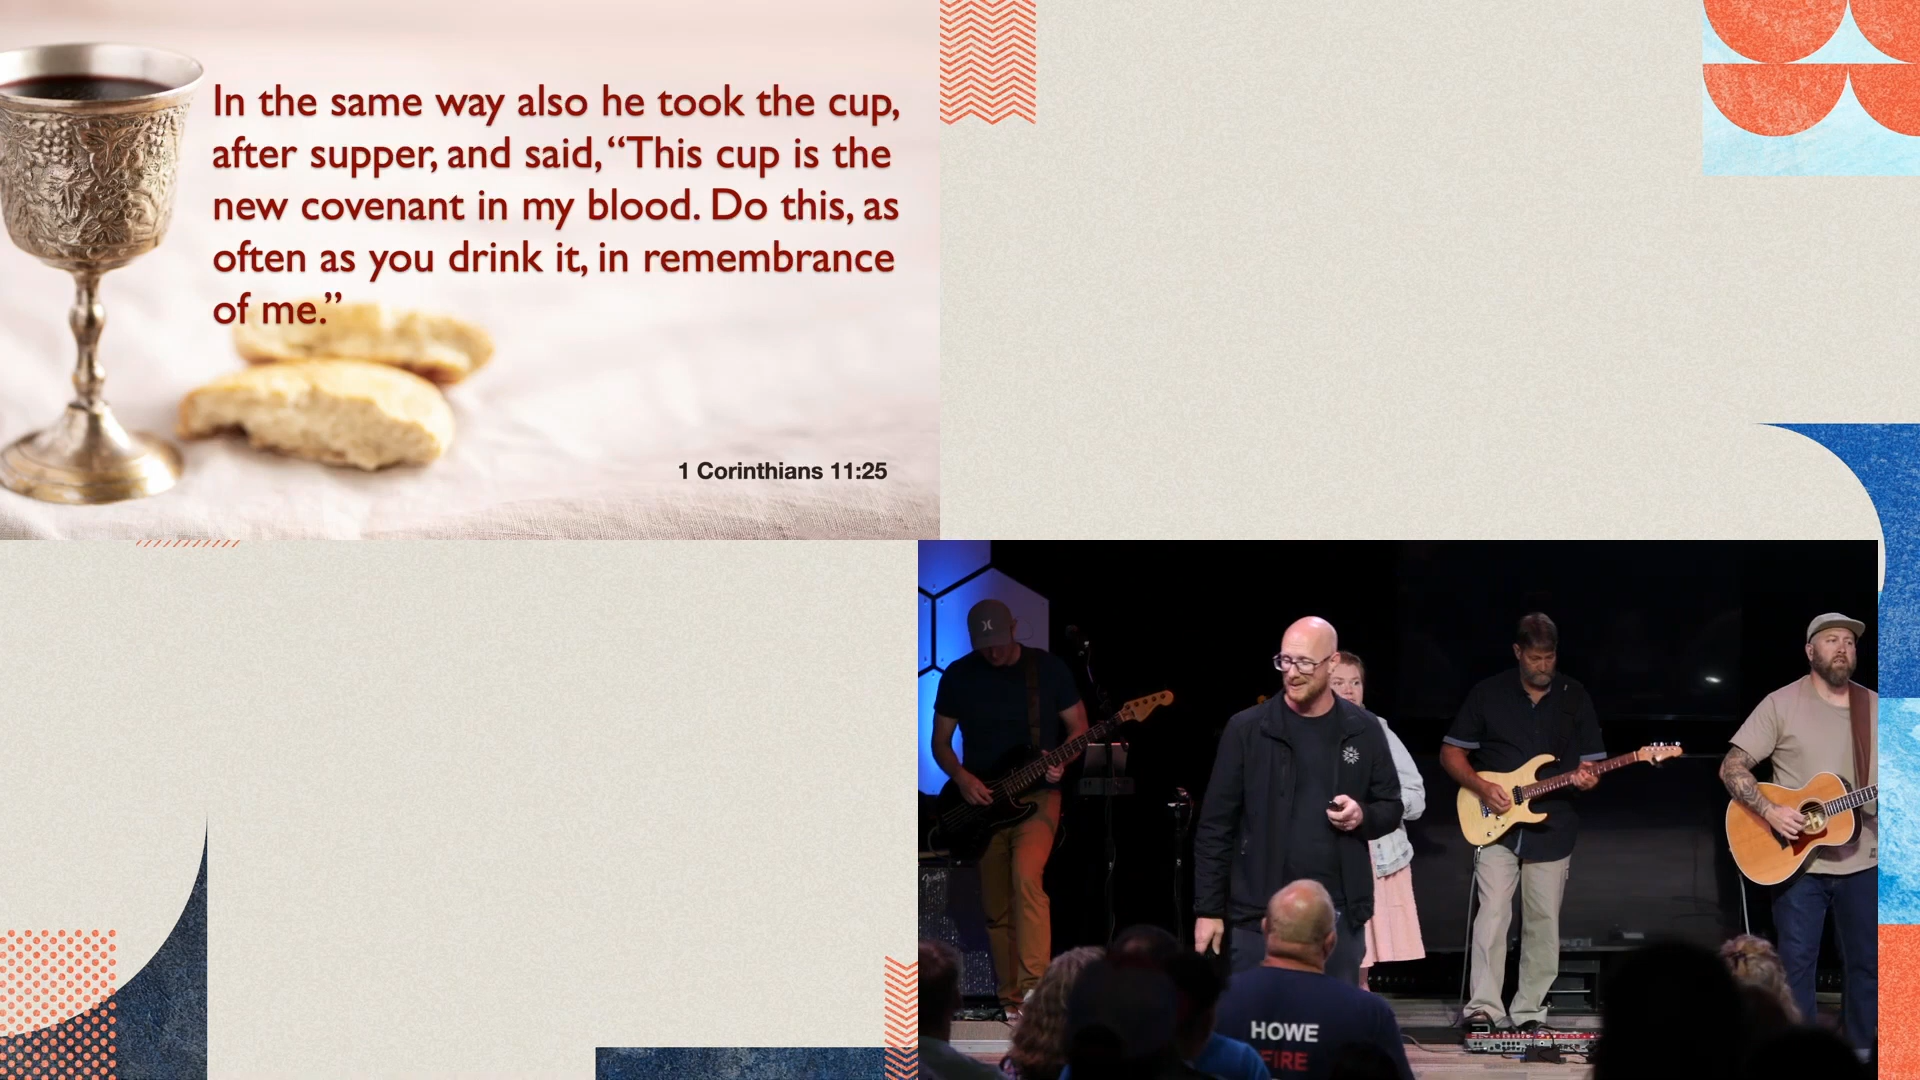 In the same way also he took the cup,
after supper, and said, “This cup is the
new covenant in my blood. Do this, as
often as you drink it, in remembrance
of me.”
1 Corinthians 11:25
HOWE
FIRE